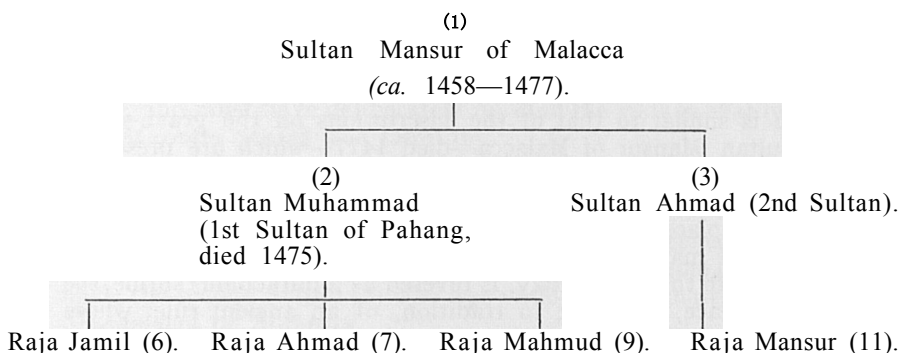 (1)
Sultan Mansur of Malacca
(ca. 1458—1477).
(2) (3)
Sultan Muhammad Sultan Ahmad (2nd Sultan).
(1st Sultan of Pahang,
died 1475).
Raja Jamil (6). Raja Ahmad (7). Raja Mahmud (9). Raja Mansur (11).